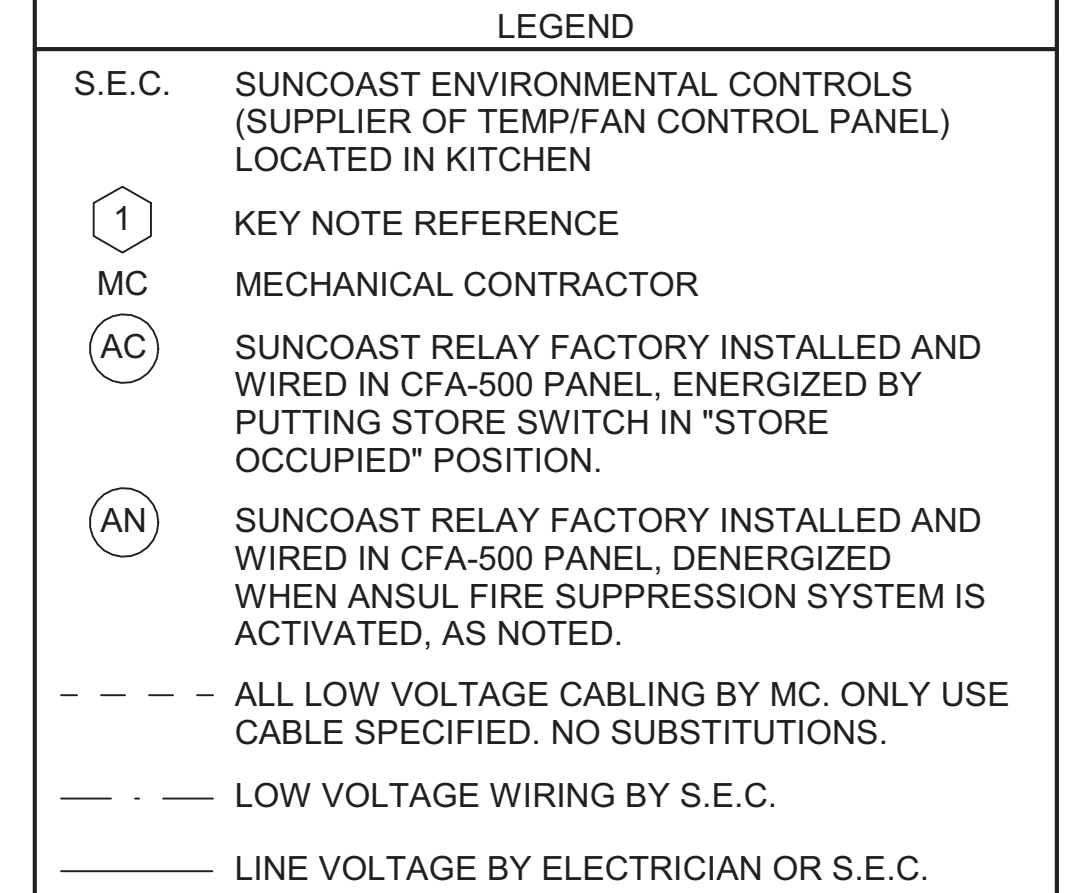 LEGEND
S.E.C. SUNCOAST ENVIRONMENTAL CONTROLS
(SUPPLIER OF TEMP/FAN CONTROL PANEL)
LOCATED IN KITCHEN
1 KEY NOTE REFERENCE
MC MECHANICAL CONTRACTOR
AC SUNCOAST RELAY FACTORY INSTALLED AND
WIRED IN CFA-500 PANEL, ENERGIZED BY
PUTTING STORE SWITCH IN "STORE
OCCUPIED" POSITION.
AN SUNCOAST RELAY FACTORY INSTALLED AND
WIRED IN CFA-500 PANEL, DENERGIZED
WHEN ANSUL FIRE SUPPRESSION SYSTEM IS
ACTIVATED, AS NOTED.
ALL LOW VOLTAGE CABLING BY MC. ONLY USE
CABLE SPECIFIED. NO SUBSTITUTIONS.
LOW VOLTAGE WIRING BY S.E.C.
LINE VOLTAGE BY ELECTRICIAN OR S.E.C.